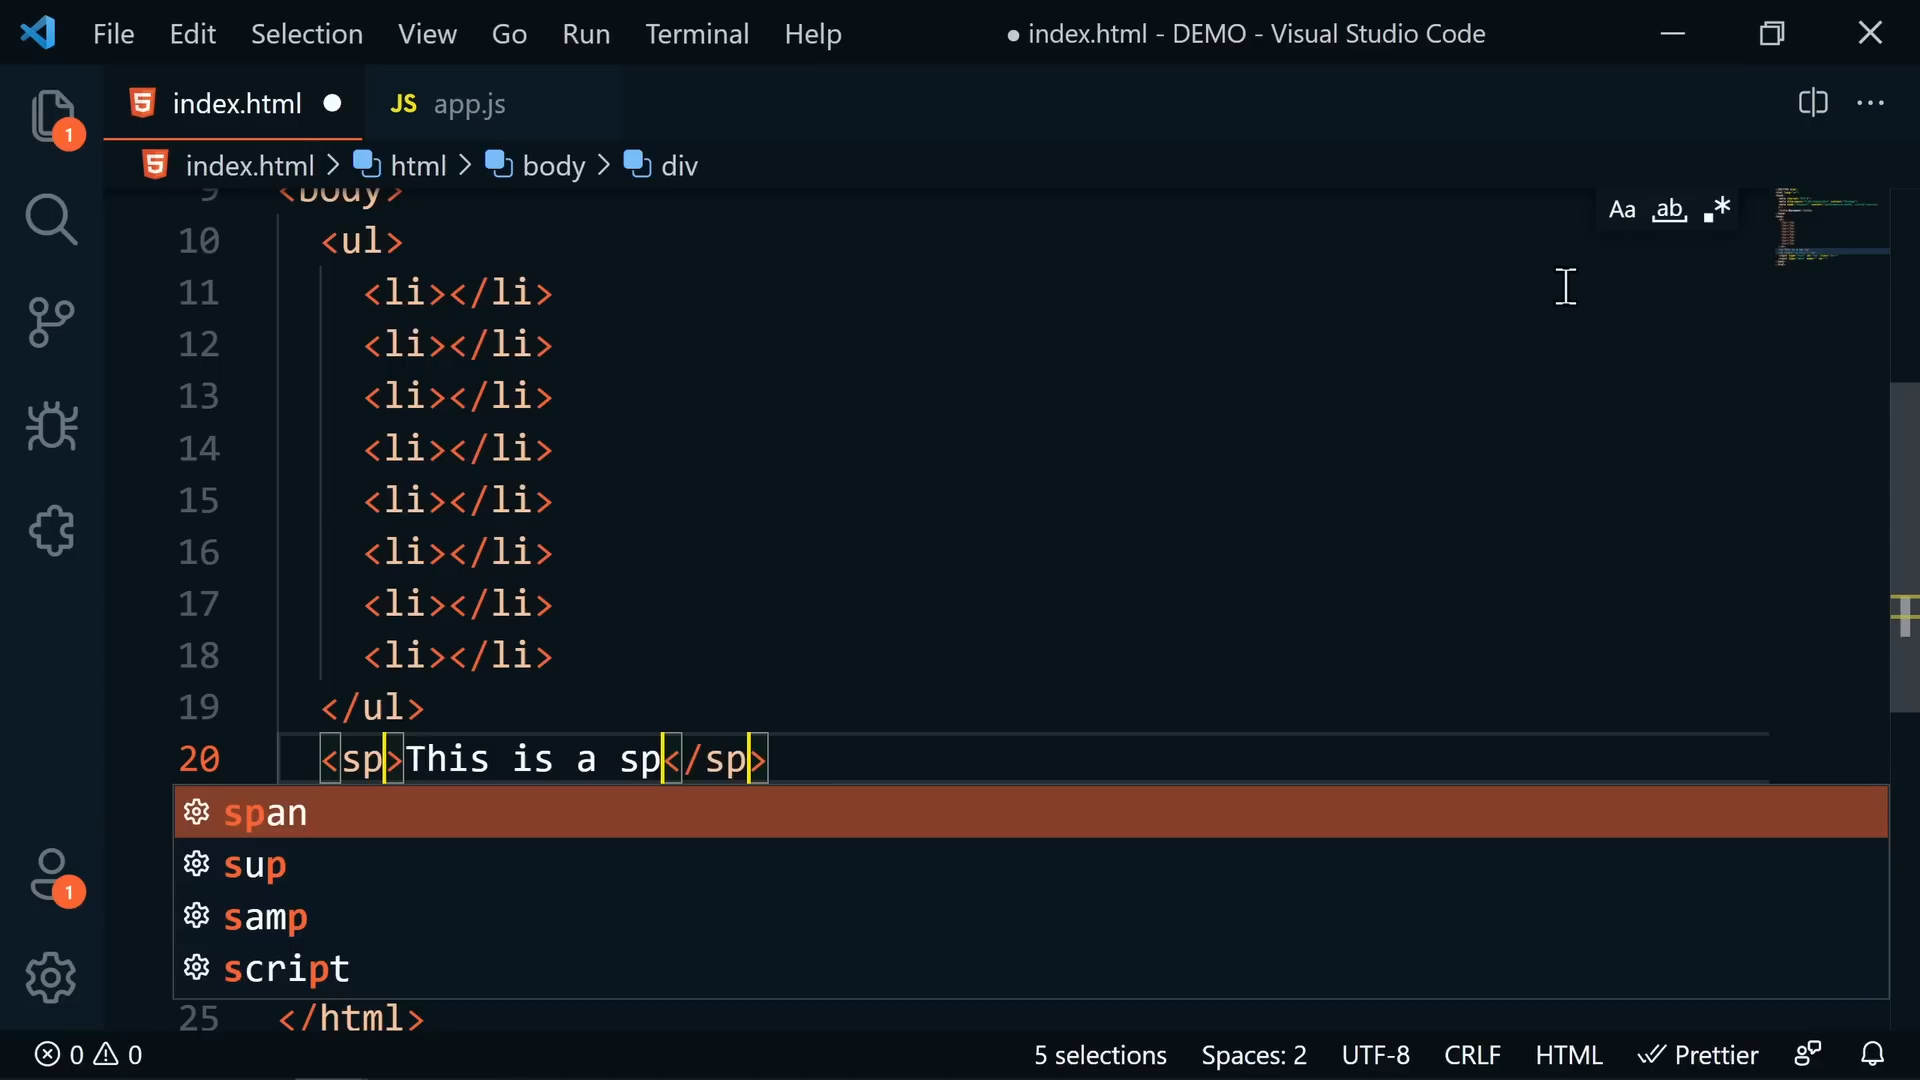 File Edit Selection View Go Run Terminal Help ● index.html - DEMO - Visual Studio Code
index.html ● JS app.js
index.html > html > body > div
Aa ab .*
9 <body>
10 <ul>
11 <li></li>
12 <li></li>
13 <li></li>
14 <li></li>
15 <li></li>
16 <li></li>
17 <li></li>
18 <li></li>
19 </ul>
20 <sp>This is a sp</sp>
span
sup
samp
script
25 </html>
1
1
0 0 5 selections Spaces: 2 UTF-8 CRLF HTML Prettier